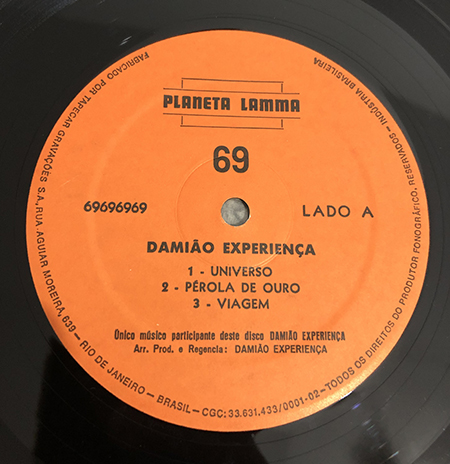 PLANETA LAMMA
69
69696969
LADO A
DAMIÃO EXPERIENÇA
1 - UNIVERSO
2 - PÉROLA DE OURO
3 - VIAGEM
Único músico participante deste disco DAMIÃO EXPERIENÇA
Arr. Prod. e Regencia: DAMIÃO EXPERIENÇA
FABRICADO POR TAPECAR GRAVAÇÕES S.A. RUA AGUIAR MOREIRA, 639 - RIO DE JANEIRO - BRASIL - CGC: 33.631.433/0001-02 - TODOS OS DIREITOS DO PRODUTOR FONOGRÁFICO, RESERVADOS - INDÚSTRIA BRASILEIRA